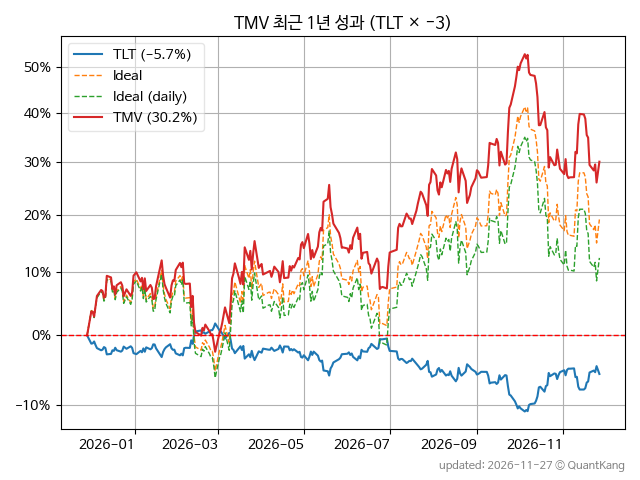 TMV 최근 1년 성과 (TLT × −3)
TLT (−5.7%)
Ideal
Ideal (daily)
TMV (30.2%)
50%
40%
30%
20%
10%
0%
−10%
2026-01 2026-03 2026-05 2026-07 2026-09 2026-11
updated: 2026-11-27 © QuantKang